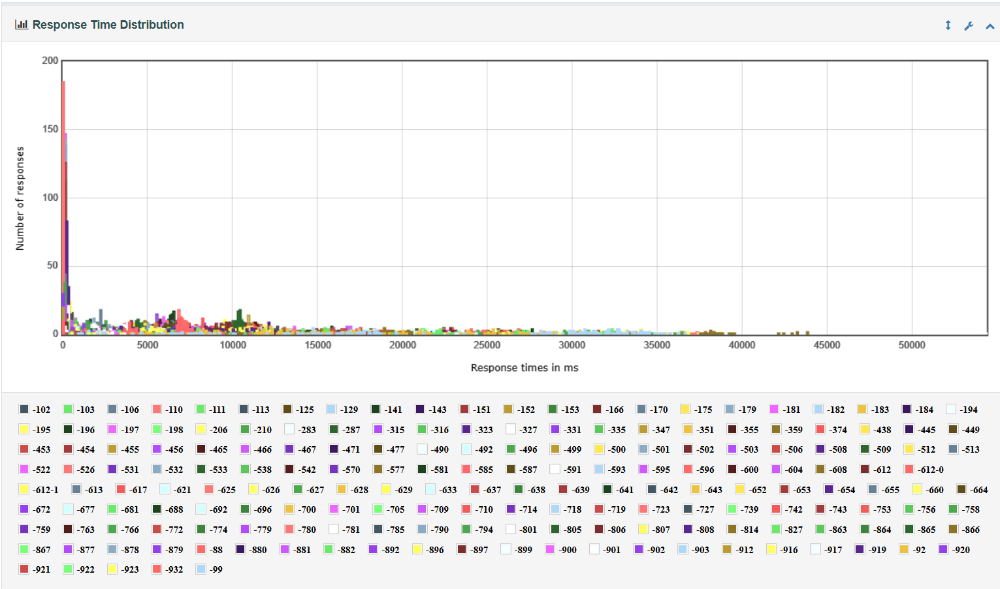 Response Time Distribution
200
150
100
50
0
Number of responses
0 5000 10000 15000 20000 25000 30000 35000 40000 45000 50000
Response times in ms
-102 -103 -106 -110 -111 -113 -125 -129 -141 -143 -151 -152 -153 -166 -170 -175 -179 -181 -182 -183 -184 -194
-195 -196 -197 -198 -206 -210 -283 -287 -315 -316 -323 -327 -331 -335 -347 -351 -355 -359 -374 -438 -445 -449
-453 -454 -455 -456 -465 -466 -467 -471 -477 -490 -492 -496 -499 -500 -501 -502 -503 -506 -508 -509 -512 -513
-522 -526 -531 -532 -533 -538 -542 -570 -577 -581 -585 -587 -591 -593 -595 -596 -600 -604 -608 -612 -612-0
-612-1 -613 -617 -621 -625 -626 -627 -628 -629 -633 -637 -638 -639 -641 -642 -643 -652 -653 -654 -655 -660 -664
-672 -677 -681 -688 -692 -696 -700 -701 -705 -709 -710 -714 -718 -719 -723 -727 -739 -742 -743 -753 -756 -758
-759 -763 -766 -772 -774 -779 -780 -781 -785 -790 -794 -801 -805 -806 -807 -808 -814 -827 -863 -864 -865 -866
-867 -877 -878 -879 -88 -880 -881 -882 -892 -896 -897 -899 -900 -901 -902 -903 -912 -916 -917 -919 -92 -920
-921 -922 -923 -932 -99